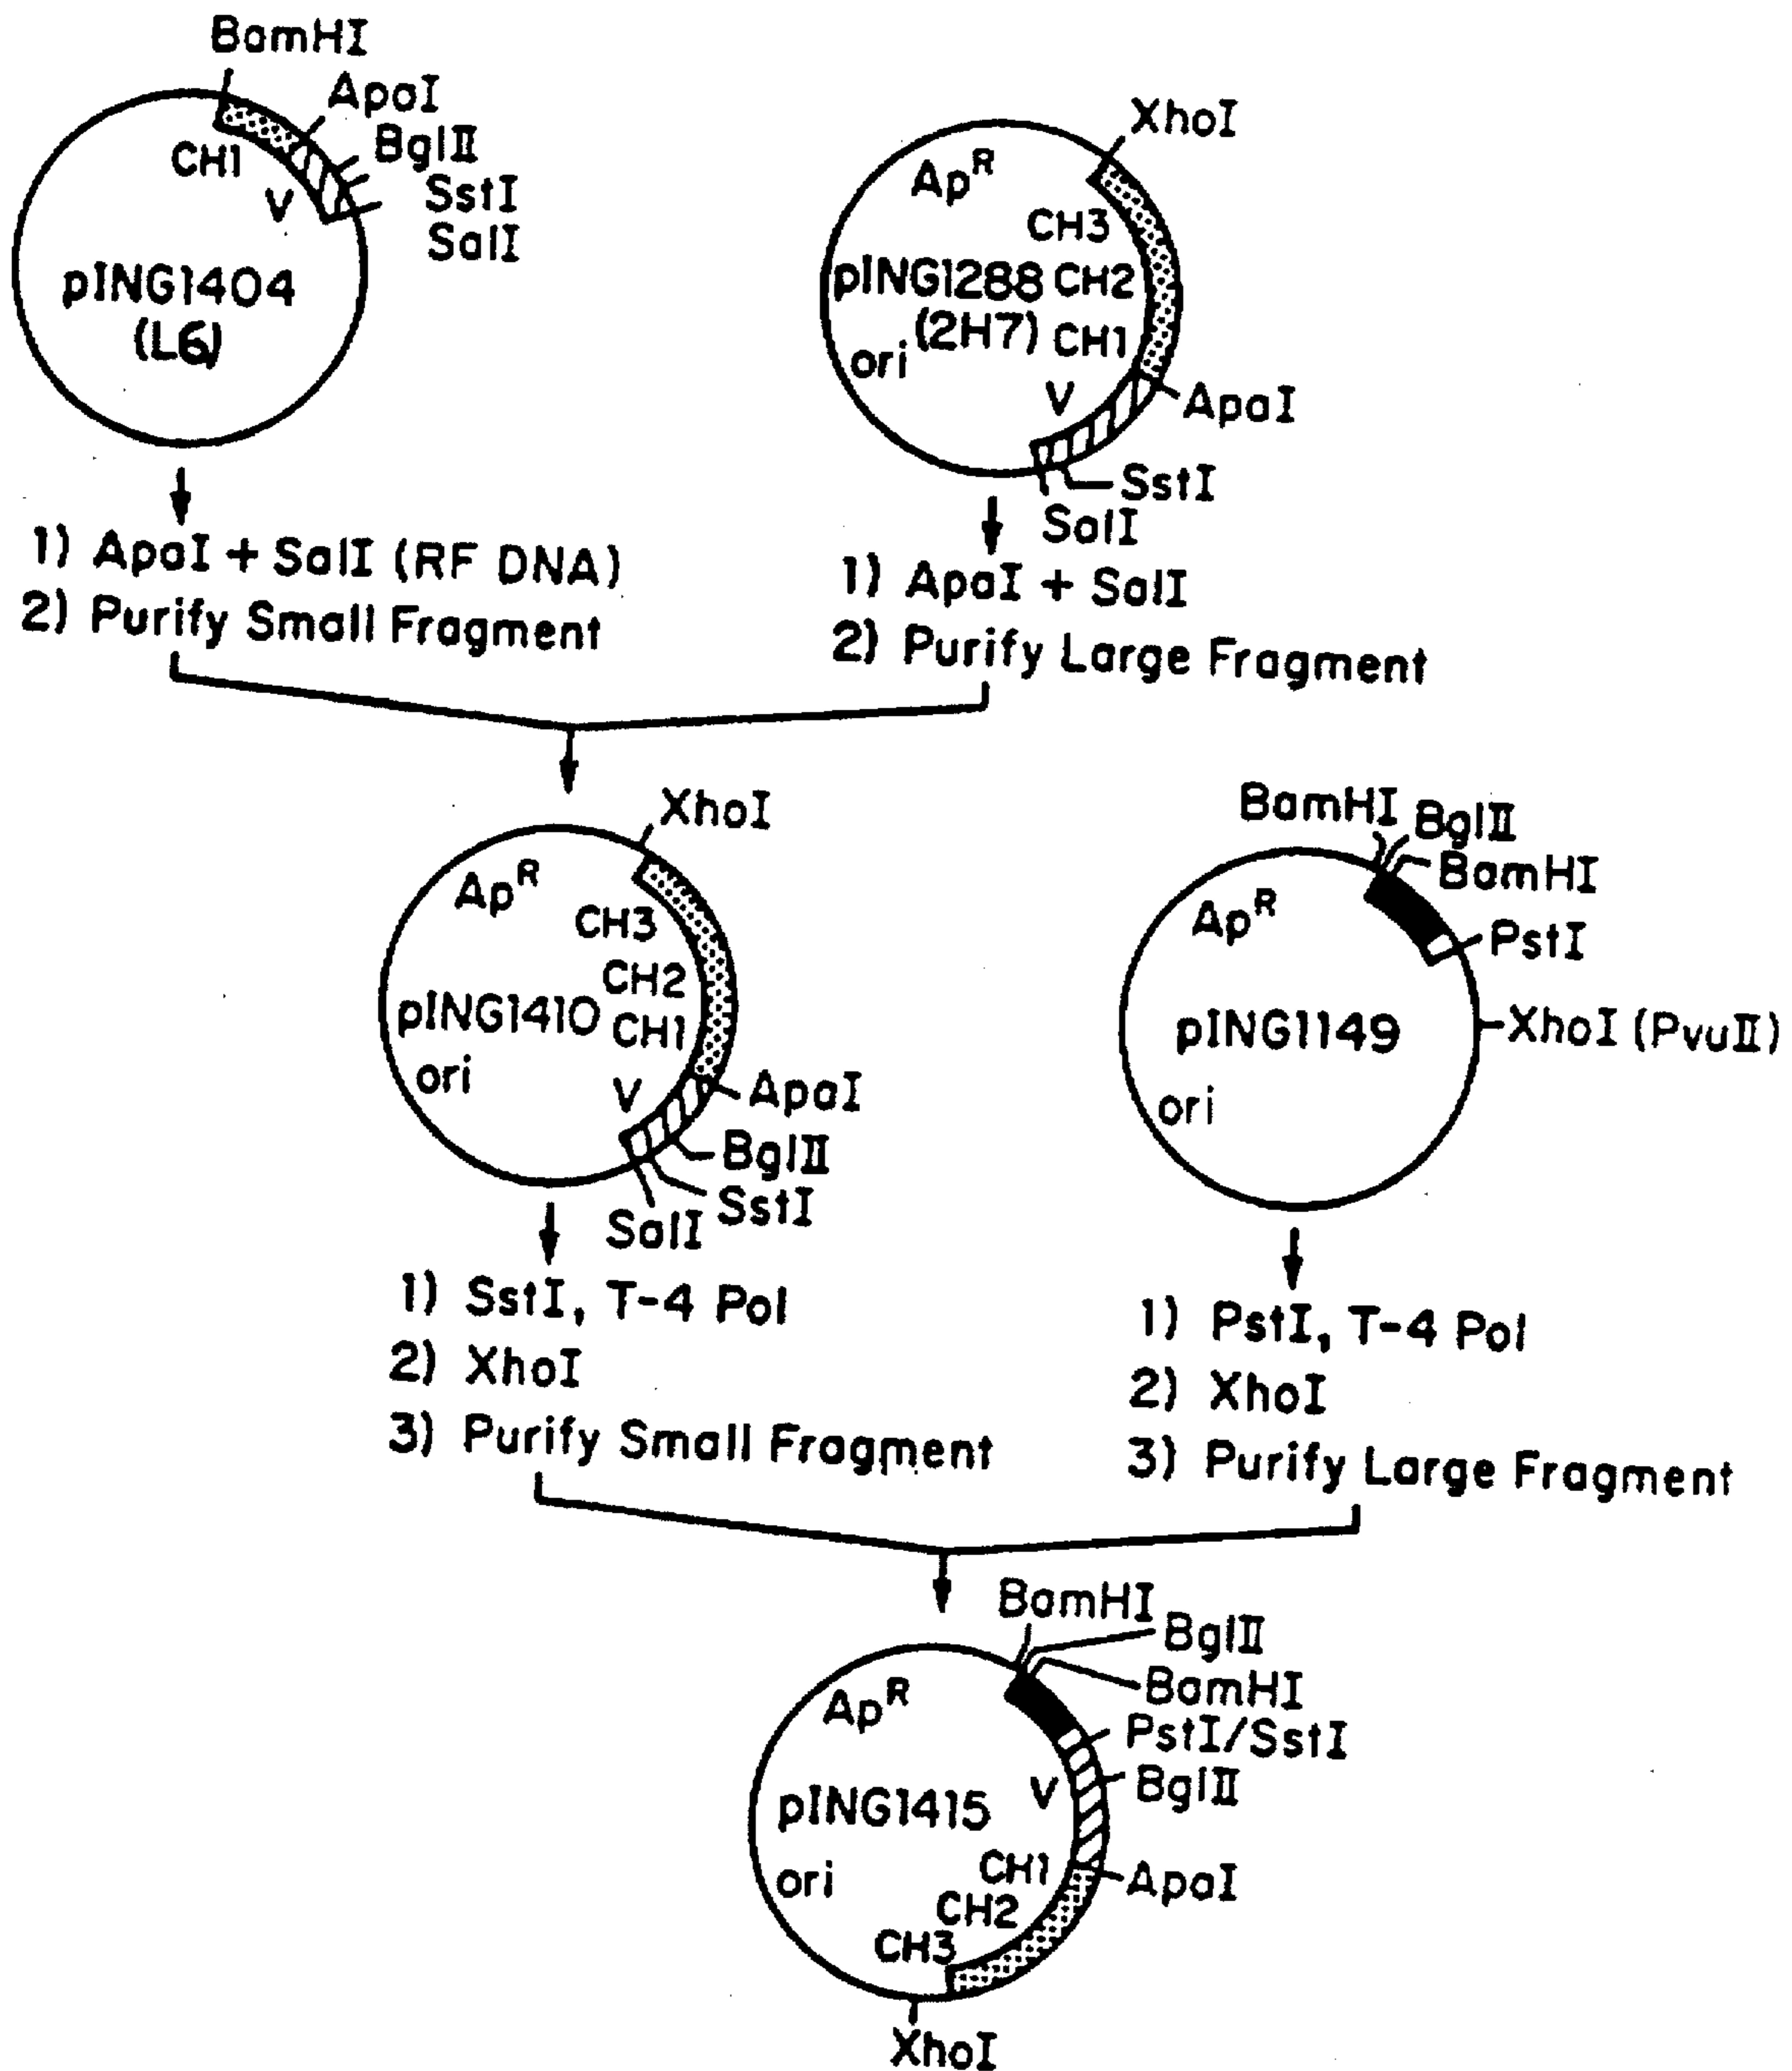 BamHI
ApaI
BglII
SstI
SalI
CH1
V
pING1404
(L6)
1) ApaI + SalI (RF DNA)
2) Purify Small Fragment
XhoI
Ap^R
CH3
pING1288 CH2
(2H7) CH1
ori
V
ApaI
SstI
SalI
1) ApaI + SalI
2) Purify Large Fragment
XhoI
Ap^R
CH3
CH2
pING1410
CH1
ori
V
ApaI
BglII
SstI
SalI
1) SstI, T-4 Pol
2) XhoI
3) Purify Small Fragment
BamHI
BglII
BamHI
Ap^R
PstI
pING1149
XhoI (PvuII)
ori
1) PstI, T-4 Pol
2) XhoI
3) Purify Large Fragment
BamHI
BglII
BamHI
Ap^R
PstI/SstI
V
BglII
pING1415
ori
CH1
ApaI
CH2
CH3
XhoI